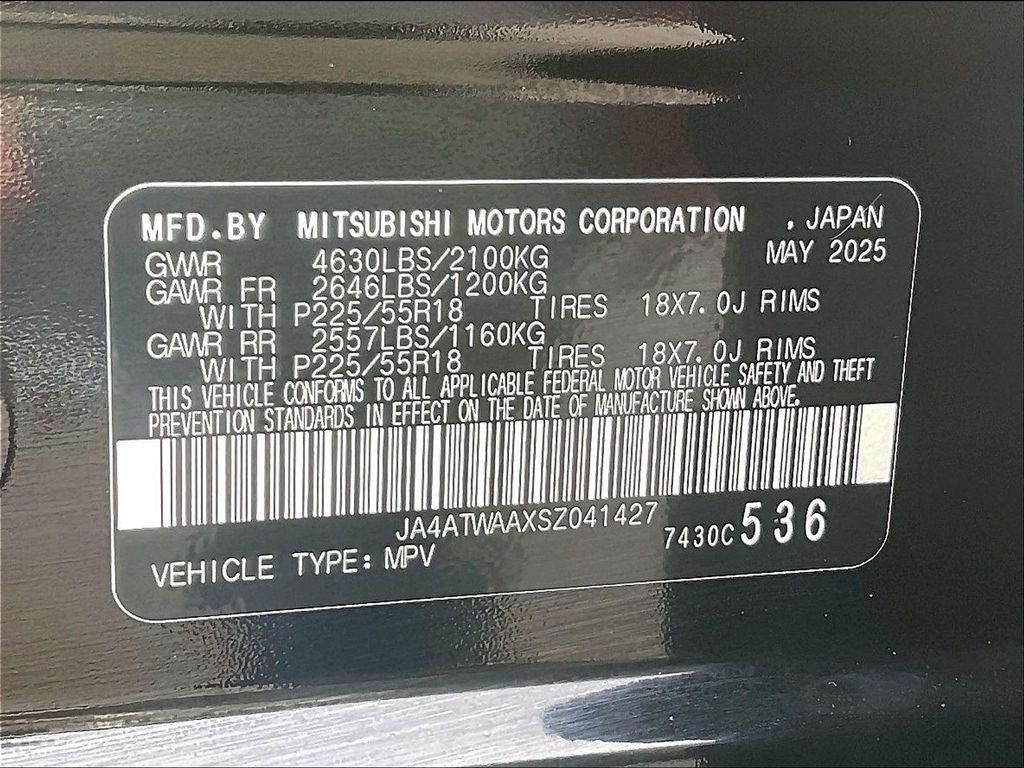 MFD.BY MITSUBISHI MOTORS CORPORATION . JAPAN
MAY 2025
GVWR 4630LBS/2100KG
GAWR FR 2646LBS/1200KG
WITH P225/55R18 TIRES 18X7.0J RIMS
GAWR RR 2557LBS/1160KG
WITH P225/55R18 TIRES 18X7.0J RIMS
THIS VEHICLE CONFORMS TO ALL APPLICABLE FEDERAL MOTOR VEHICLE SAFETY AND THEFT
PREVENTION STANDARDS IN EFFECT ON THE DATE OF MANUFACTURE SHOWN ABOVE.
JA4ATWAAXSZ041427
7430C 536
VEHICLE TYPE: MPV